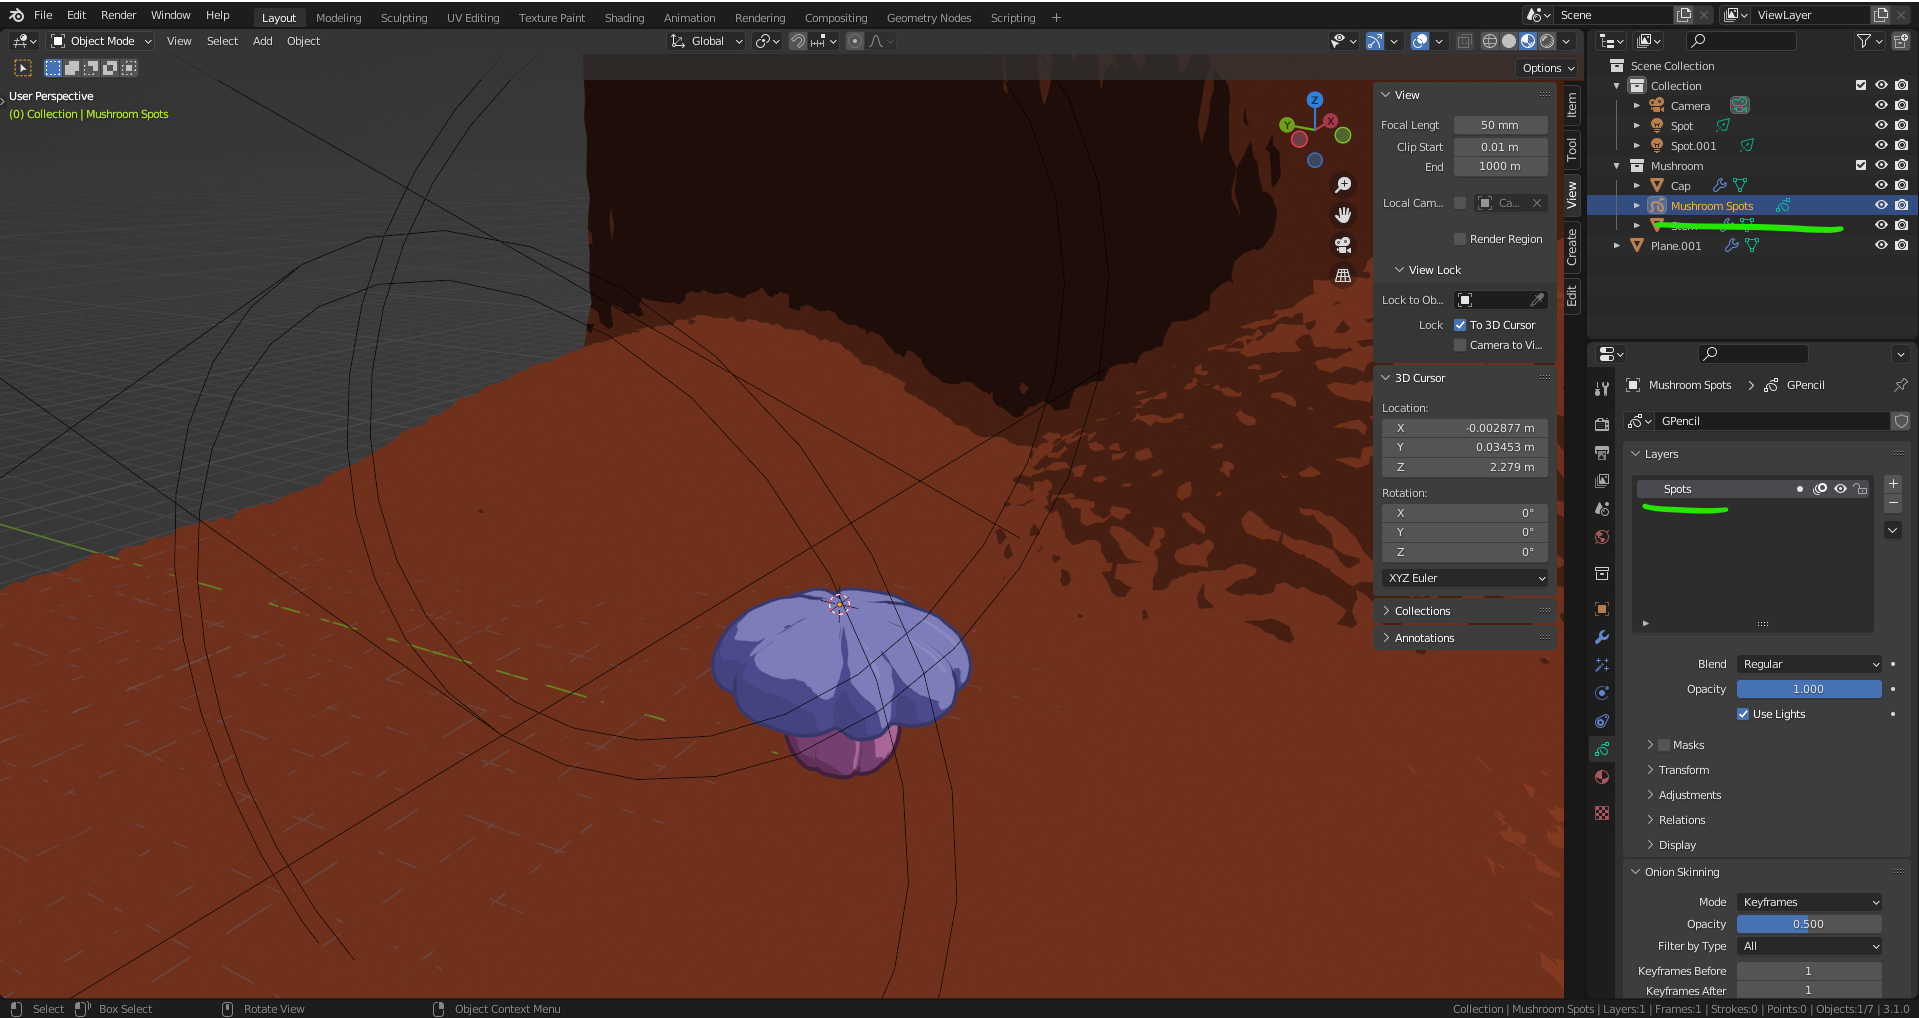 File Edit Render Window Help Layout Modeling Sculpting UV Editing Texture Paint Shading Animation Rendering Compositing Geometry Nodes Scripting + Scene ViewLayer
Object Mode View Select Add Object Global
Options
User Perspective
(0) Collection | Mushroom Spots
Z
Y
X
View
Focal Lengt 50 mm
Clip Start 0.01 m
End 1000 m
Local Cam... Ca...
Render Region
View Lock
Lock to Ob...
Lock To 3D Cursor
Camera to Vi...
3D Cursor
Location:
X -0.002877 m
Y 0.03453 m
Z 2.279 m
Rotation:
X 0°
Y 0°
Z 0°
XYZ Euler
Collections
Annotations
Item
Tool
View
Create
Edit
Scene Collection
Collection
Camera
Spot
Spot.001
Mushroom
Cap
Mushroom Spots
Plane.001
Mushroom Spots GPencil
GPencil
Layers
Spots
Blend Regular
Opacity 1.000
Use Lights
Masks
Transform
Adjustments
Relations
Display
Onion Skinning
Mode Keyframes
Opacity 0.500
Filter by Type All
Keyframes Before 1
Keyframes After 1
Select Box Select Rotate View Object Context Menu Collection | Mushroom Spots | Layers:1 | Frames:1 | Strokes:0 | Points:0 | Objects:1/7 | 3.1.0